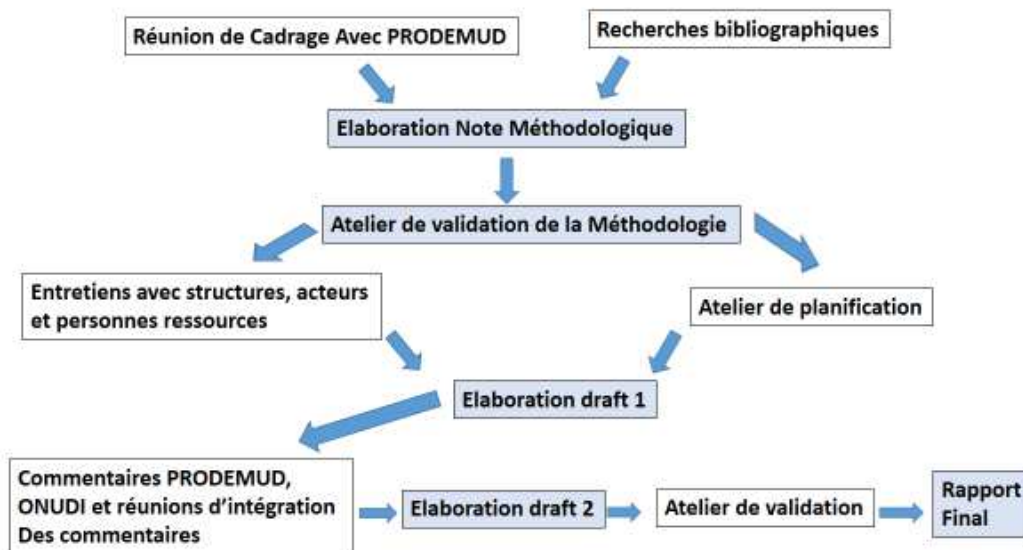 Réunion de Cadrage Avec PRODEMUD
Recherches bibliographiques
Elaboration Note Méthodologique
Atelier de validation de la Méthodologie
Entretiens avec structures, acteurs
et personnes ressources
Atelier de planification
Elaboration draft 1
Commentaires PRODEMUD,
ONUDI et réunions d'intégration
Des commentaires
Elaboration draft 2
Atelier de validation
Rapport
Final